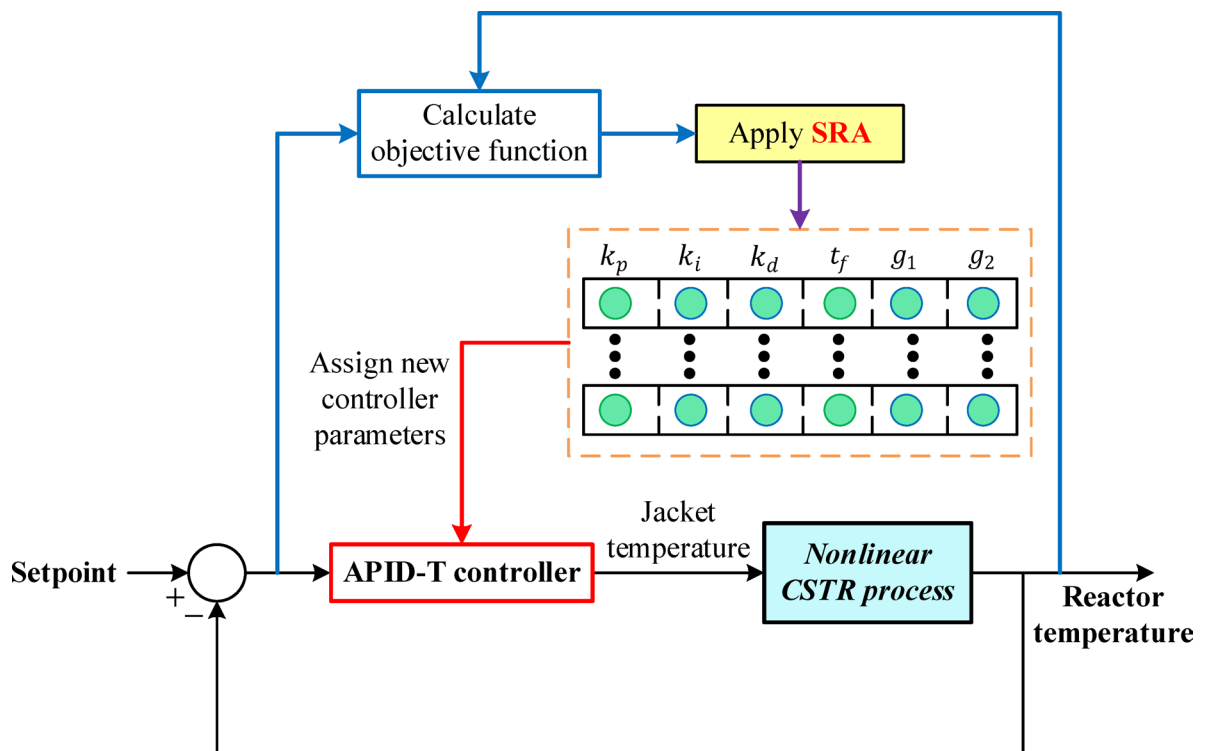 Calculate
objective function
Apply SRA
k_p k_i k_d t_f g_1 g_2
Assign new
controller
parameters
Jacket
temperature
Setpoint
+
−
APID-T controller
Nonlinear
CSTR process
Reactor
temperature